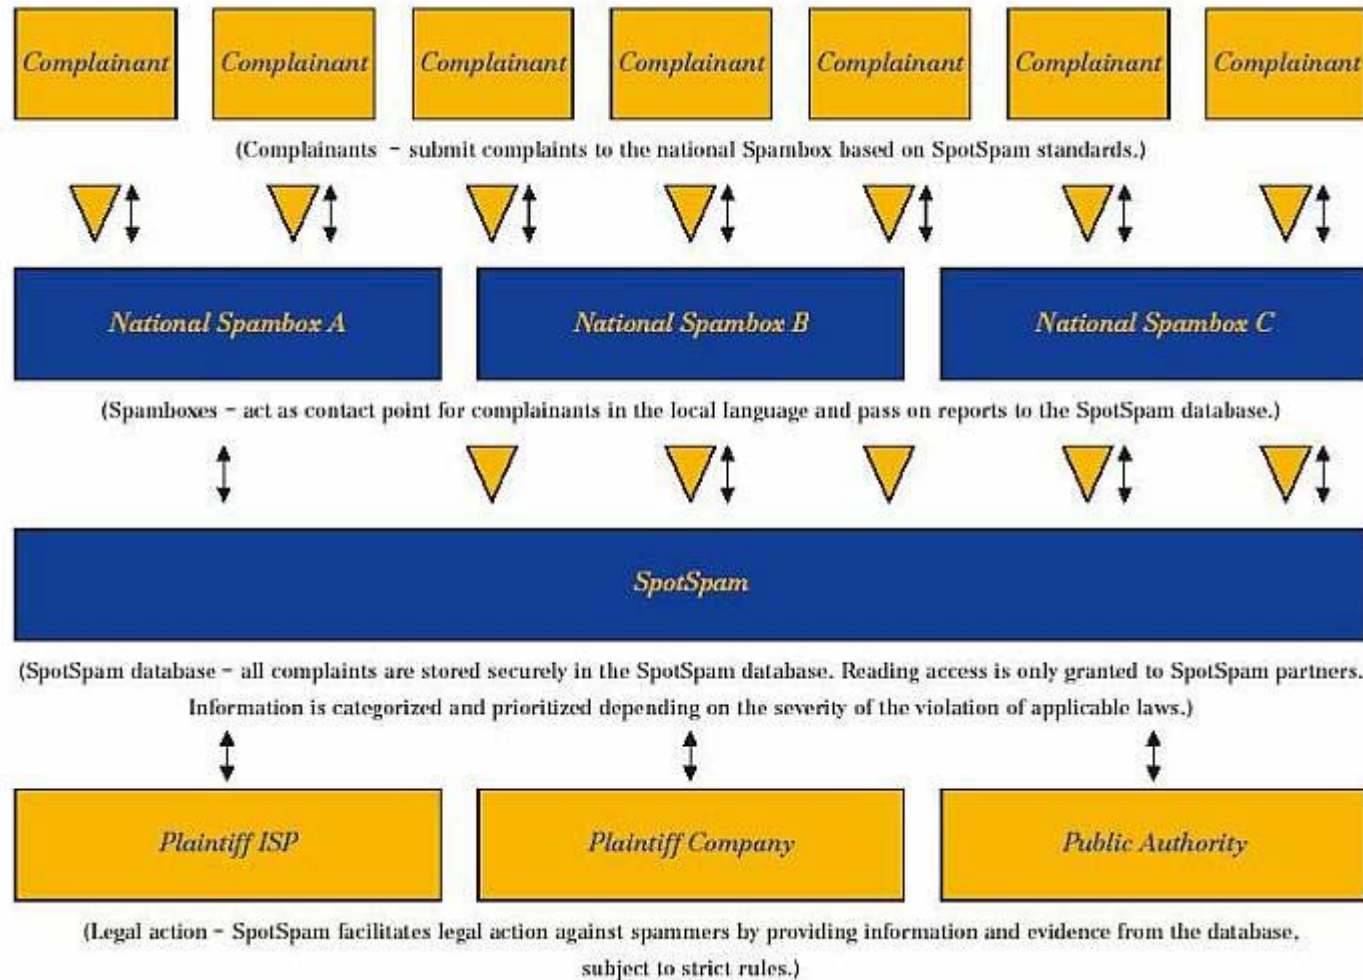 Complainant Complainant Complainant Complainant Complainant Complainant Complainant
(Complainants – submit complaints to the national Spambox based on SpotSpam standards.)
National Spambox A National Spambox B National Spambox C
(Spamboxes – act as contact point for complainants in the local language and pass on reports to the SpotSpam database.)
SpotSpam
(SpotSpam database – all complaints are stored securely in the SpotSpam database. Reading access is only granted to SpotSpam partners.
Information is categorized and prioritized depending on the severity of the violation of applicable laws.)
Plaintiff ISP Plaintiff Company Public Authority
(Legal action – SpotSpam facilitates legal action against spammers by providing information and evidence from the database,
subject to strict rules.)